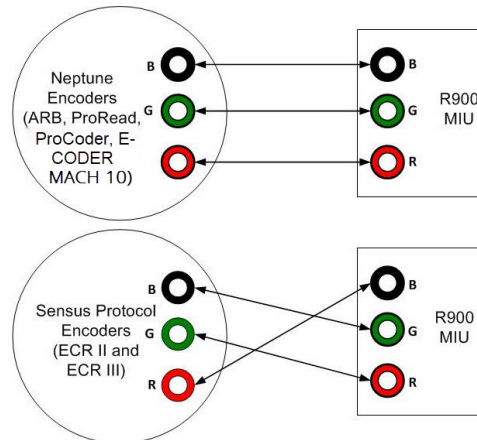 Neptune
Encoders
(ARB, ProRead,
ProCoder, E-
CODER
MACH 10)
B
G
B
G
R
R900
MIU
Sensus Protocol
Encoders
(ECR II and
ECR III)
B
G
R
B
G
R
R900
MIU